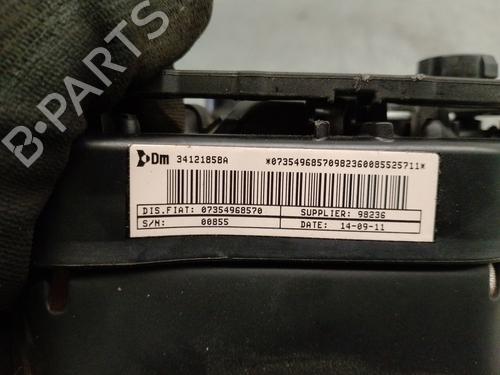 B-PARTS
Dm 34121858A *07354968570982360085525711*
DIS.FIAT: 07354968570 SUPPLIER: 98236
S/N: 00855 DATE: 14-09-11